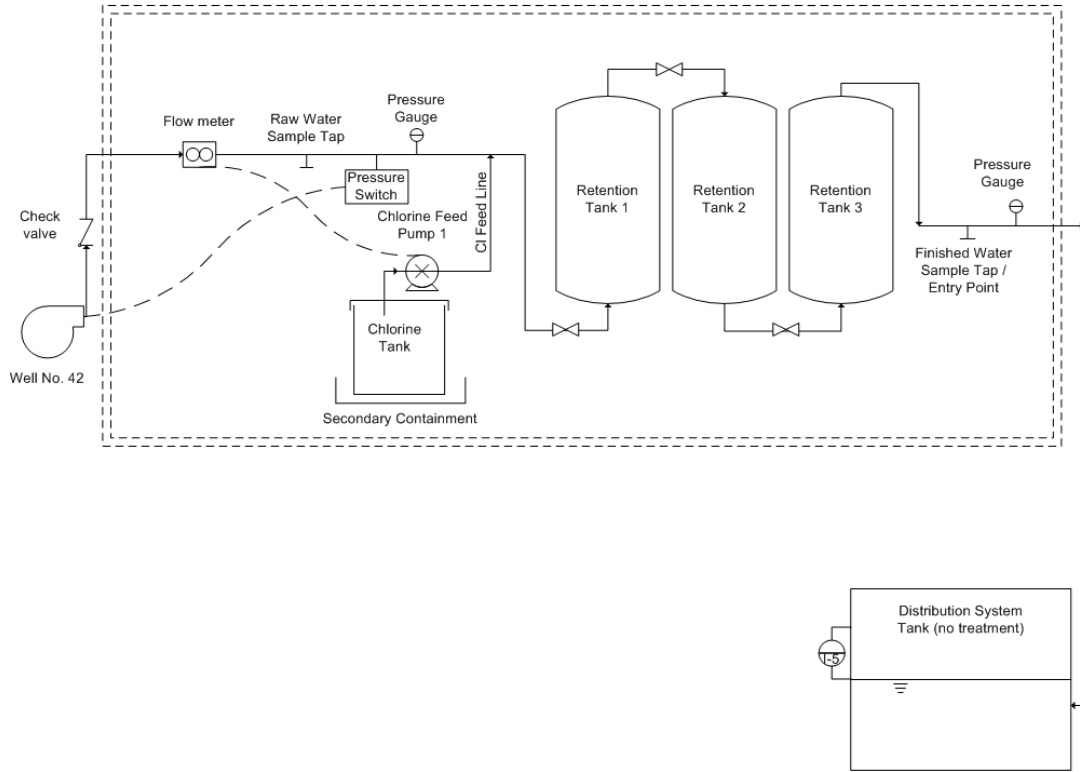 Flow meter
Raw Water
Sample Tap
Pressure
Gauge
Pressure
Switch
Check
valve
Chlorine Feed
Pump 1
Cl Feed Line
Chlorine
Tank
Well No. 42
Secondary Containment
Retention
Tank 1
Retention
Tank 2
Retention
Tank 3
Pressure
Gauge
Finished Water
Sample Tap /
Entry Point
Distribution System
Tank (no treatment)
I-5